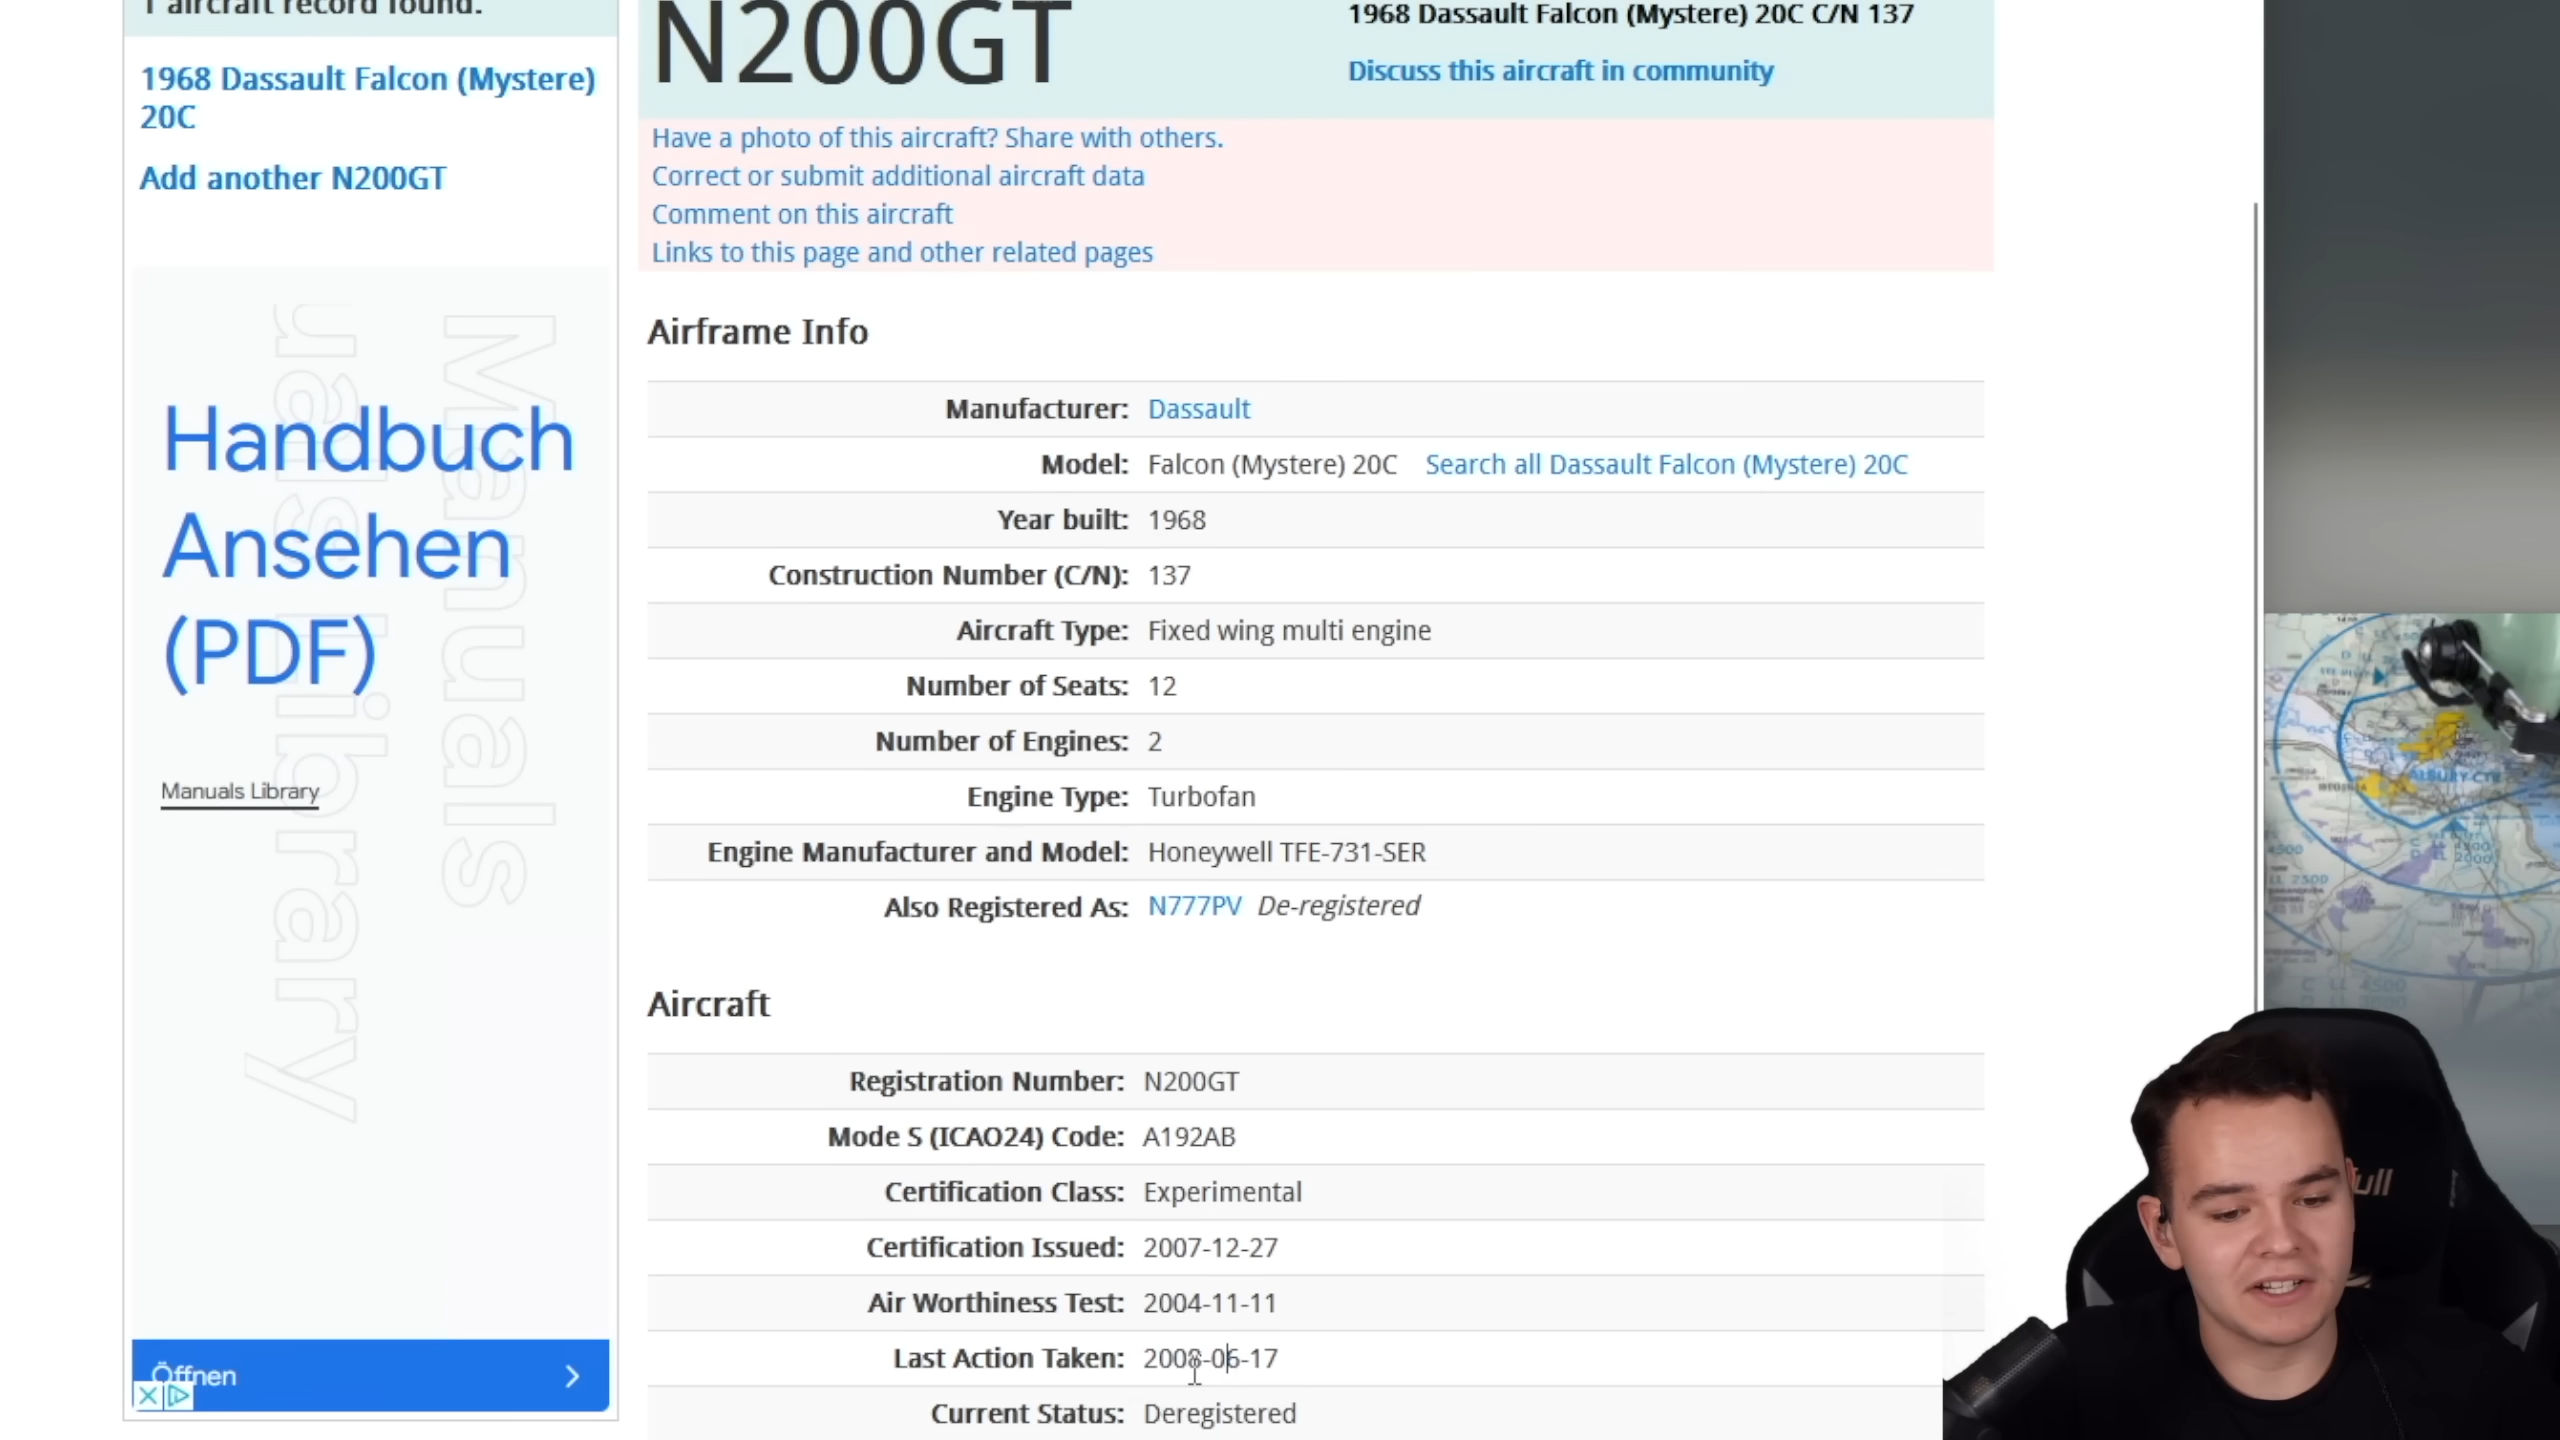 1 aircraft record found.
1968 Dassault Falcon (Mystere)
20C
Add another N200GT
Manuals Library
Handbuch
Ansehen
(PDF)
Manuals Library
Öffnen
N200GT
1968 Dassault Falcon (Mystere) 20C C/N 137
Discuss this aircraft in community
Have a photo of this aircraft? Share with others.
Correct or submit additional aircraft data
Comment on this aircraft
Links to this page and other related pages
Airframe Info
Manufacturer: Dassault
Model: Falcon (Mystere) 20C Search all Dassault Falcon (Mystere) 20C
Year built: 1968
Construction Number (C/N): 137
Aircraft Type: Fixed wing multi engine
Number of Seats: 12
Number of Engines: 2
Engine Type: Turbofan
Engine Manufacturer and Model: Honeywell TFE-731-SER
Also Registered As: N777PV De-registered
Aircraft
Registration Number: N200GT
Mode S (ICAO24) Code: A192AB
Certification Class: Experimental
Certification Issued: 2007-12-27
Air Worthiness Test: 2004-11-11
Last Action Taken: 2008-06-17
Current Status: Deregistered
ALBURY CTR
C LL 4500